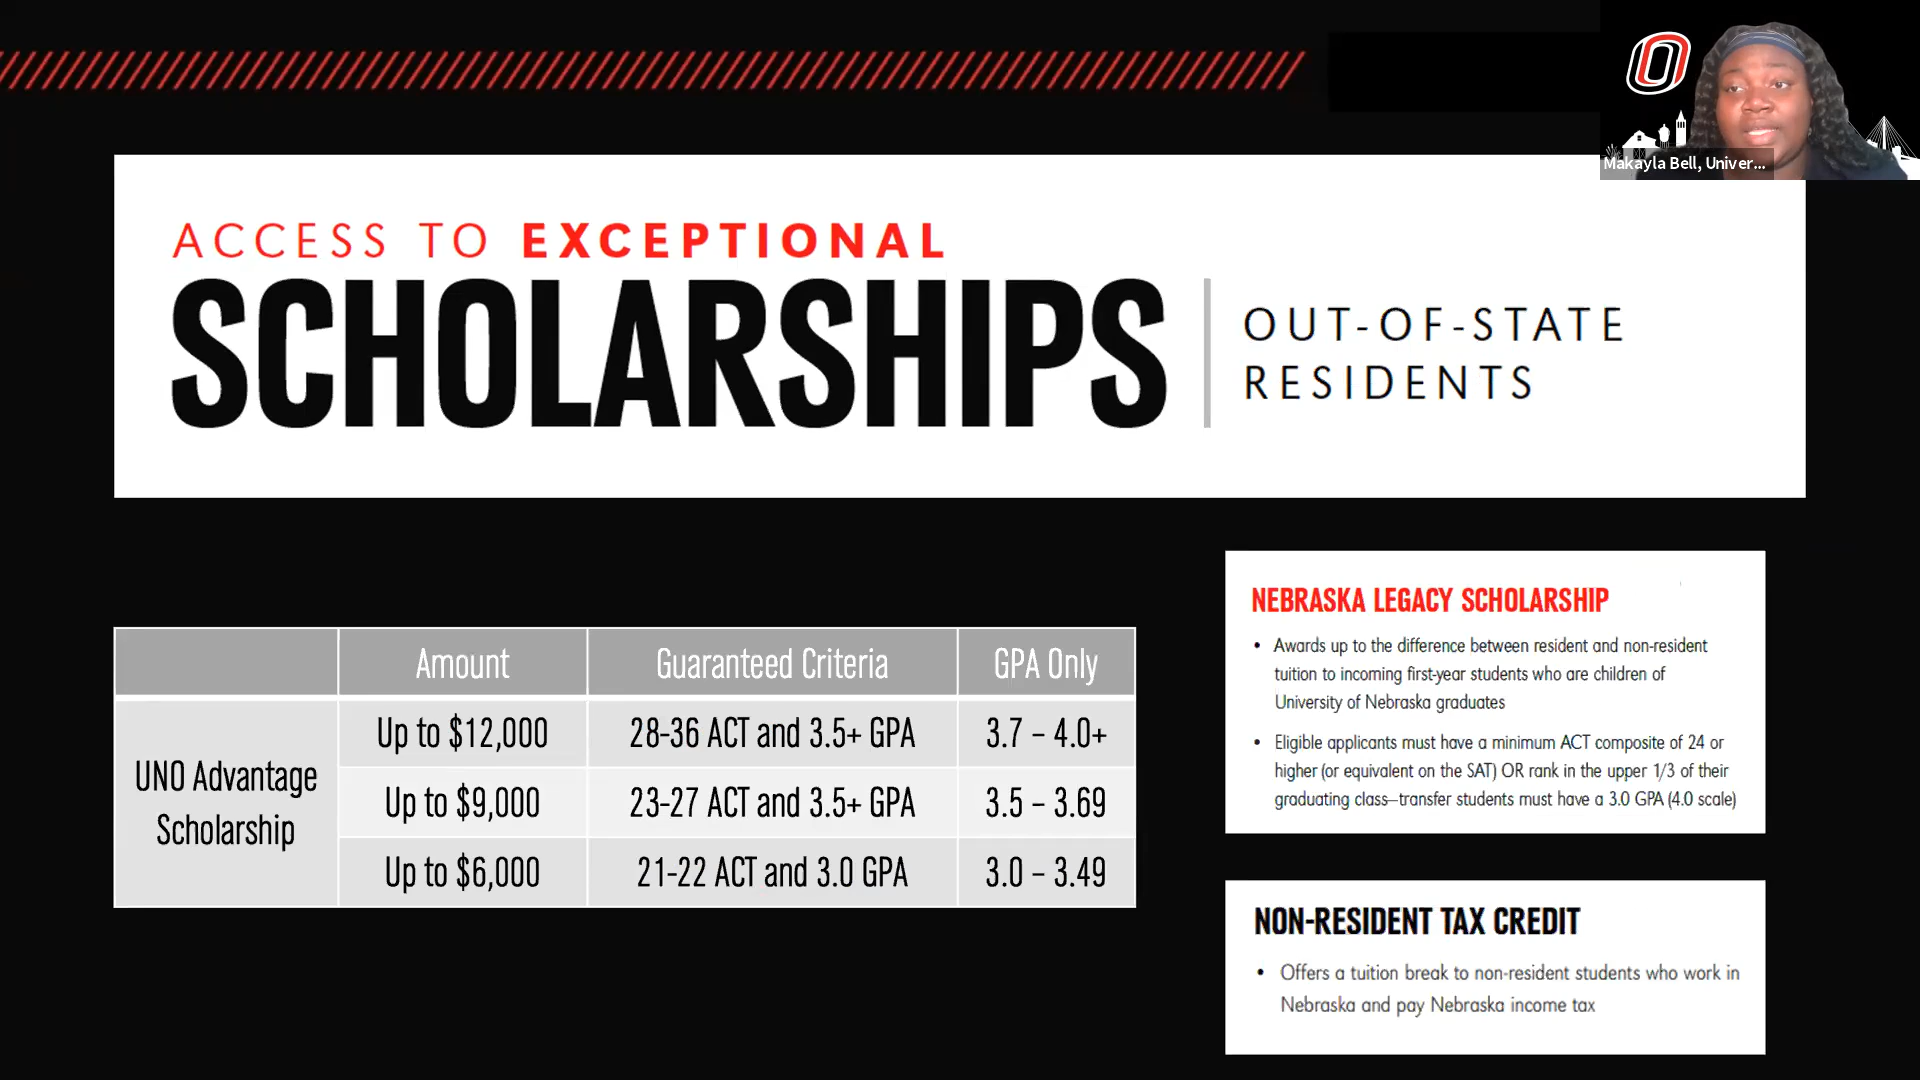 O
Makayla Bell, Univer...
ACCESS TO EXCEPTIONAL
SCHOLARSHIPS
OUT-OF-STATE
RESIDENTS
Amount
Guaranteed Criteria
GPA Only
UNO Advantage
Scholarship
Up to $12,000
28-36 ACT and 3.5+ GPA
3.7 – 4.0+
Up to $9,000
23-27 ACT and 3.5+ GPA
3.5 – 3.69
Up to $6,000
21-22 ACT and 3.0 GPA
3.0 – 3.49
NEBRASKA LEGACY SCHOLARSHIP
• Awards up to the difference between resident and non-resident
tuition to incoming first-year students who are children of
University of Nebraska graduates
• Eligible applicants must have a minimum ACT composite of 24 or
higher (or equivalent on the SAT) OR rank in the upper 1/3 of their
graduating class—transfer students must have a 3.0 GPA (4.0 scale)
NON-RESIDENT TAX CREDIT
• Offers a tuition break to non-resident students who work in
Nebraska and pay Nebraska income tax